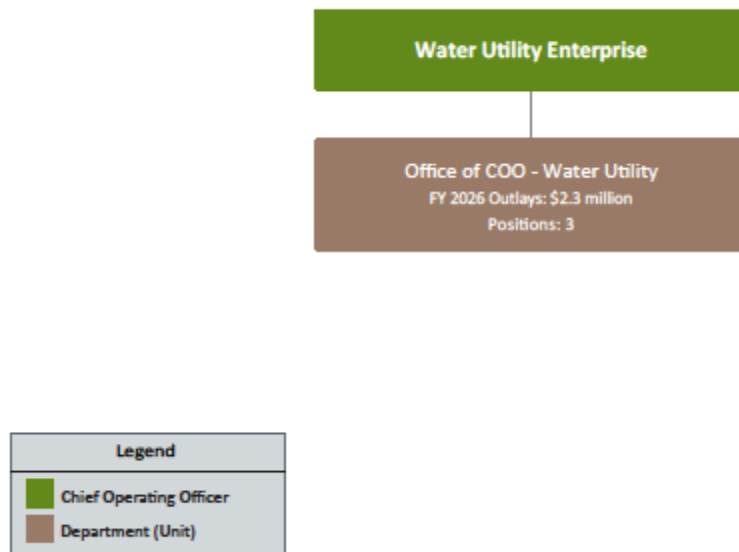 Water Utility Enterprise
Office of COO - Water Utility
FY 2026 Outlays: $2.3 million
Positions: 3
Legend
Chief Operating Officer
Department (Unit)